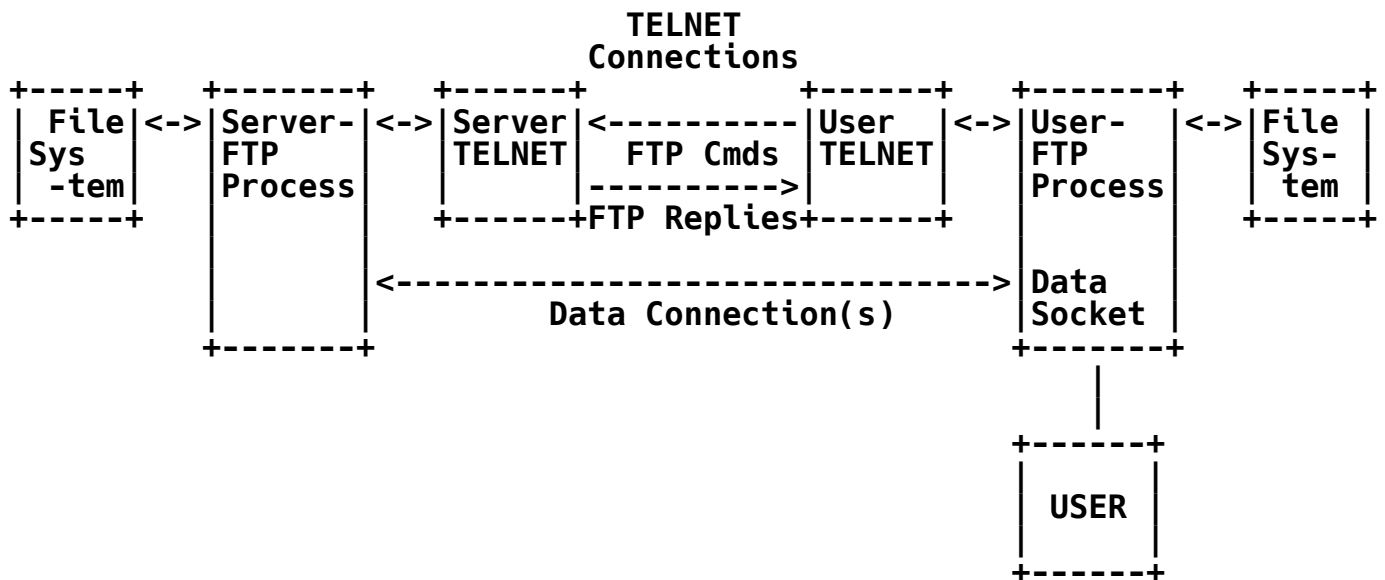 TELNET
Connections
+-----+   +-------+   +------+             +------+   +-------+   +-----+
| File|<->|Server-|<->|Server|<----------|User  |<->|User-  |<->|File |
|Sys  |   |FTP    |   |TELNET|  FTP Cmds |TELNET|   |FTP    |   |Sys- |
| -tem|   |Process|   |      |---------->|      |   |Process|   | tem |
+-----+   |       |   +------+FTP Replies+------+   |       |   +-----+
|       |                                 |       |
|       |<------------------------------->|Data   |
|       |        Data Connection(s)       |Socket |
+-------+                                 +-------+
|
|
+------+
|      |
| USER |
|      |
+------+